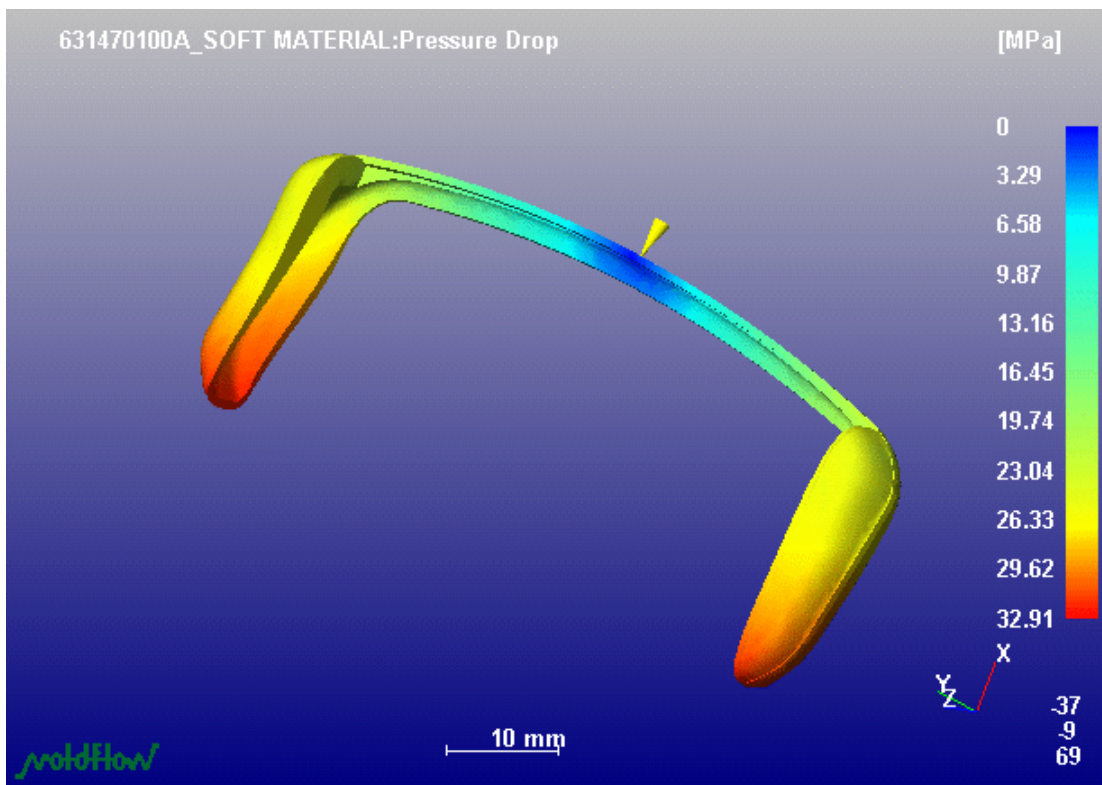 631470100A_SOFT MATERIAL:Pressure Drop
[MPa]
0
3.29
6.58
9.87
13.16
16.45
19.74
23.04
26.33
29.62
32.91
X
Y
Z
-37
-9
69
10 mm
moldflow